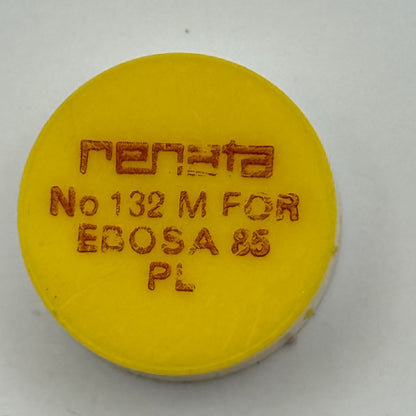 renata
No 132 M FOR
EBOSA 85
PL